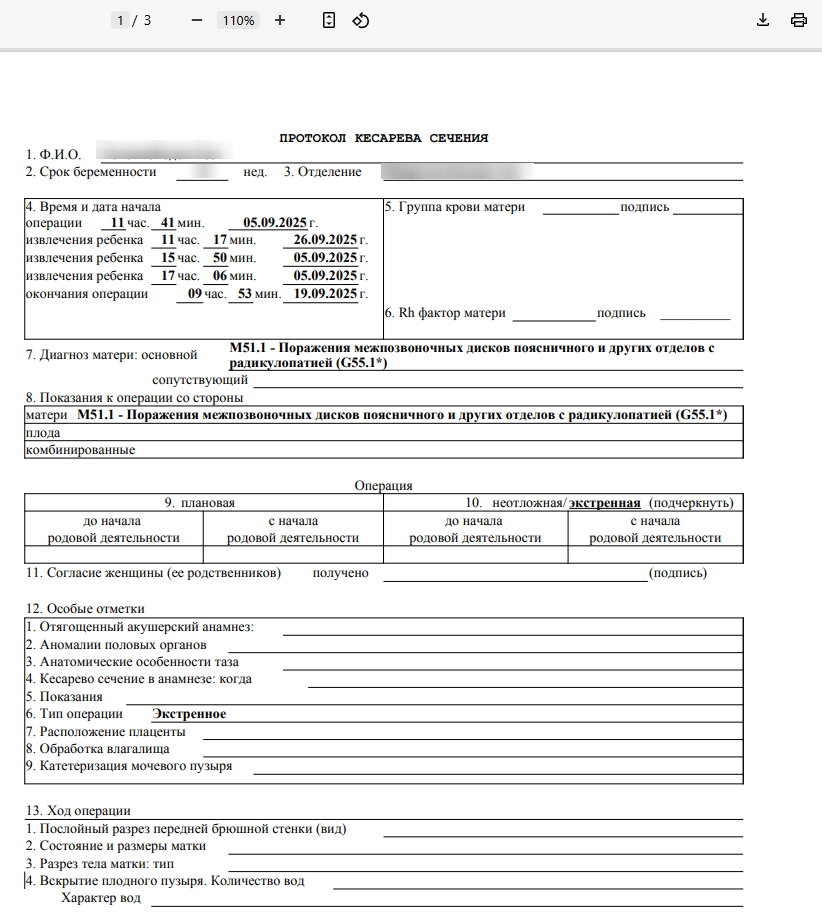 1 / 3 110%
ПРОТОКОЛ КЕСАРЕВА СЕЧЕНИЯ
1. Ф.И.О.
2. Срок беременности нед. 3. Отделение
4. Время и дата начала
операции 11 час. 41 мин. 05.09.2025 г.
извлечения ребенка 11 час. 17 мин. 26.09.2025 г.
извлечения ребенка 15 час. 50 мин. 05.09.2025 г.
извлечения ребенка 17 час. 06 мин. 05.09.2025 г.
окончания операции 09 час. 53 мин. 19.09.2025 г.
5. Группа крови матери подпись
6. Rh фактор матери подпись
7. Диагноз матери: основной M51.1 - Поражения межпозвоночных дисков поясничного и других отделов с
радикулопатией (G55.1*)
сопутствующий
8. Показания к операции со стороны
матери M51.1 - Поражения межпозвоночных дисков поясничного и других отделов с радикулопатией (G55.1*)
плода
комбинированные
Операция
9. плановая 10. неотложная/экстренная (подчеркнуть)
до начала с начала до начала с начала
родовой деятельности родовой деятельности родовой деятельности родовой деятельности
11. Согласие женщины (ее родственников) получено (подпись)
12. Особые отметки
1. Отягощенный акушерский анамнез:
2. Аномалии половых органов
3. Анатомические особенности таза
4. Кесарево сечение в анамнезе: когда
5. Показания
6. Тип операции Экстренное
7. Расположение плаценты
8. Обработка влагалища
9. Катетеризация мочевого пузыря
13. Ход операции
1. Послойный разрез передней брюшной стенки (вид)
2. Состояние и размеры матки
3. Разрез тела матки: тип
4. Вскрытие плодного пузыря. Количество вод
Характер вод